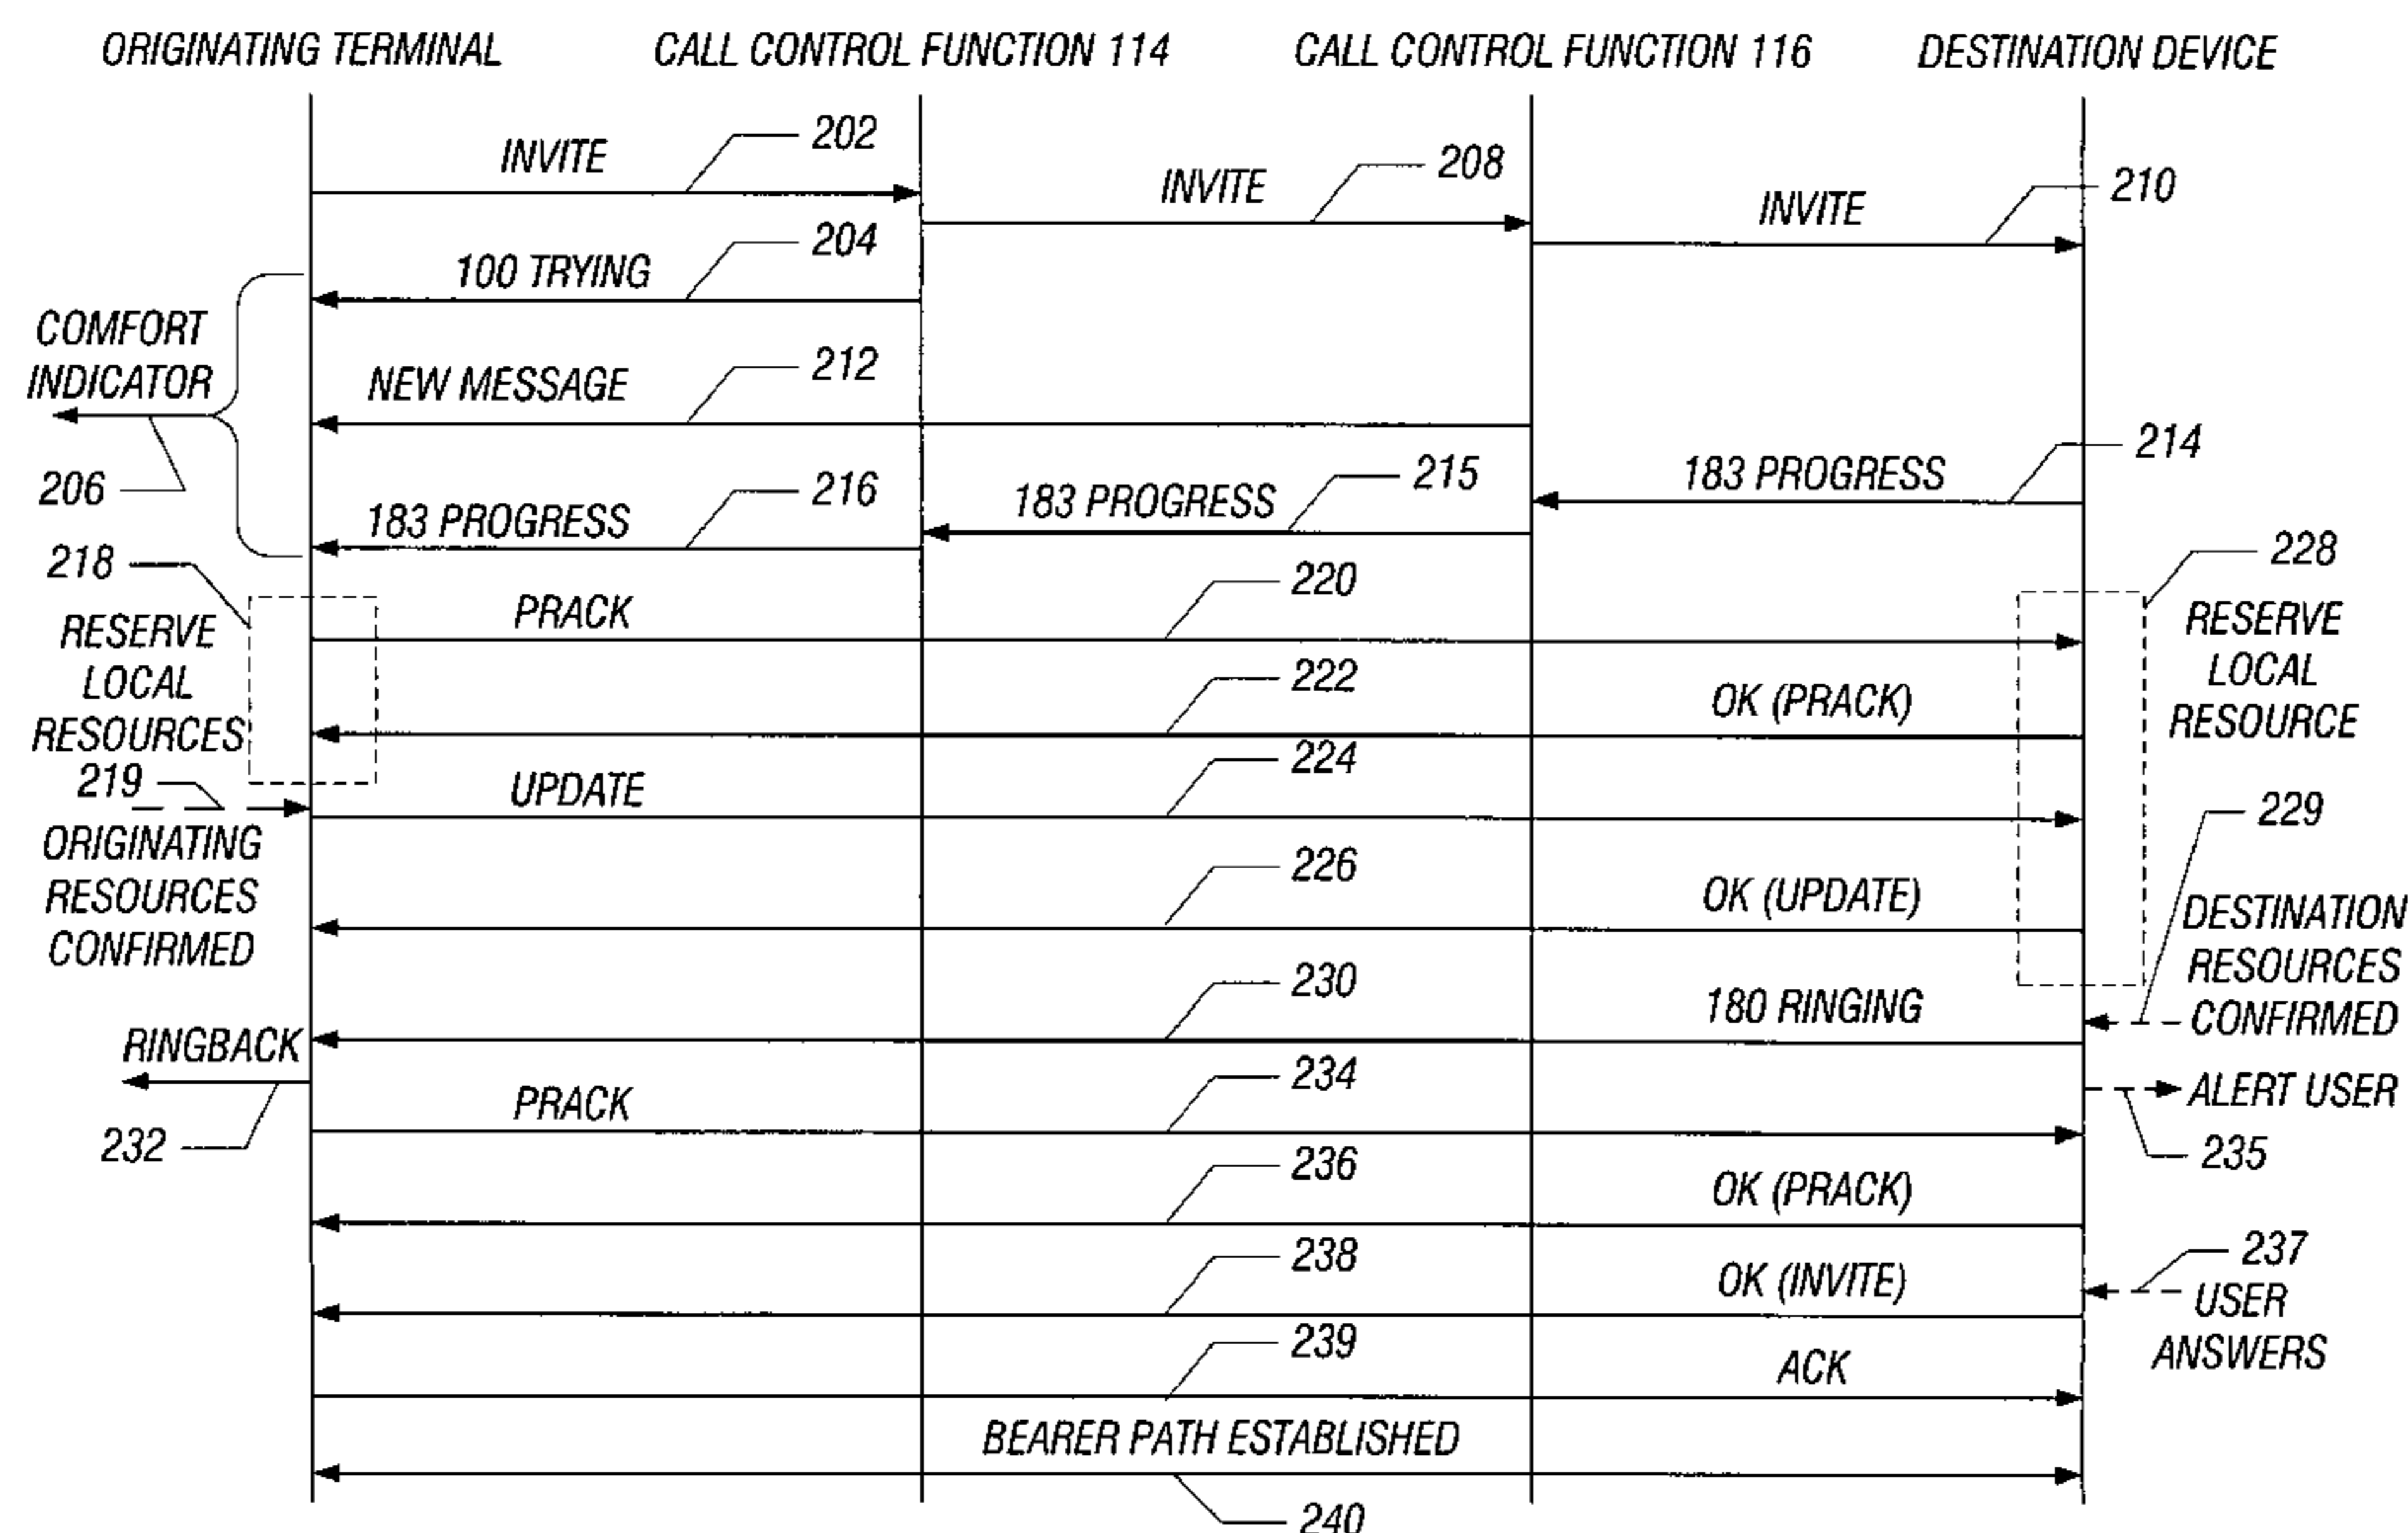 ORIGINATING TERMINAL
CALL CONTROL FUNCTION 114
CALL CONTROL FUNCTION 116
DESTINATION DEVICE
INVITE
202
INVITE
208
INVITE
210
100 TRYING
204
COMFORT
INDICATOR
206
NEW MESSAGE
212
183 PROGRESS
214
183 PROGRESS
215
183 PROGRESS
216
218
RESERVE
LOCAL
RESOURCES
PRACK
220
228
RESERVE
LOCAL
RESOURCE
222
OK (PRACK)
219
ORIGINATING
RESOURCES
CONFIRMED
UPDATE
224
226
OK (UPDATE)
229
DESTINATION
RESOURCES
CONFIRMED
230
180 RINGING
RINGBACK
232
ALERT USER
235
PRACK
234
236
OK (PRACK)
237
USER
ANSWERS
238
OK (INVITE)
239
ACK
BEARER PATH ESTABLISHED
240